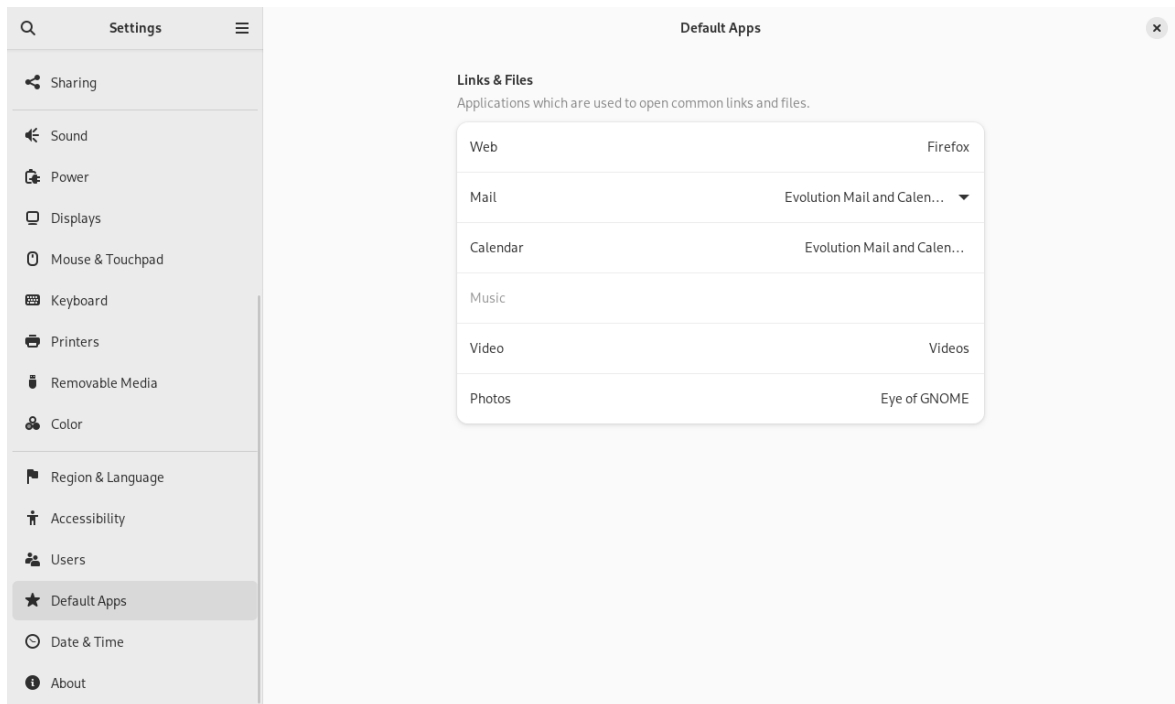 Settings
Sharing
Sound
Power
Displays
Mouse & Touchpad
Keyboard
Printers
Removable Media
Color
Region & Language
Accessibility
Users
Default Apps
Date & Time
About
Default Apps
Links & Files
Applications which are used to open common links and files.
Web Firefox
Mail Evolution Mail and Calen…
Calendar Evolution Mail and Calen…
Music
Video Videos
Photos Eye of GNOME